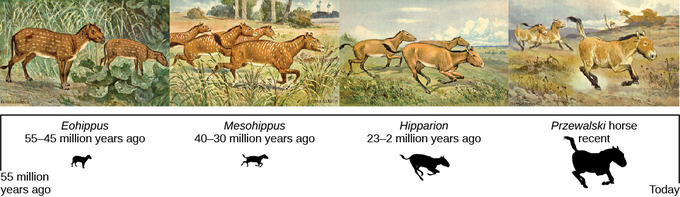 Eohippus
55–45 million years ago
Mesohippus
40–30 million years ago
Hipparion
23–2 million years ago
Przewalski horse
recent
55 million
years ago
Today